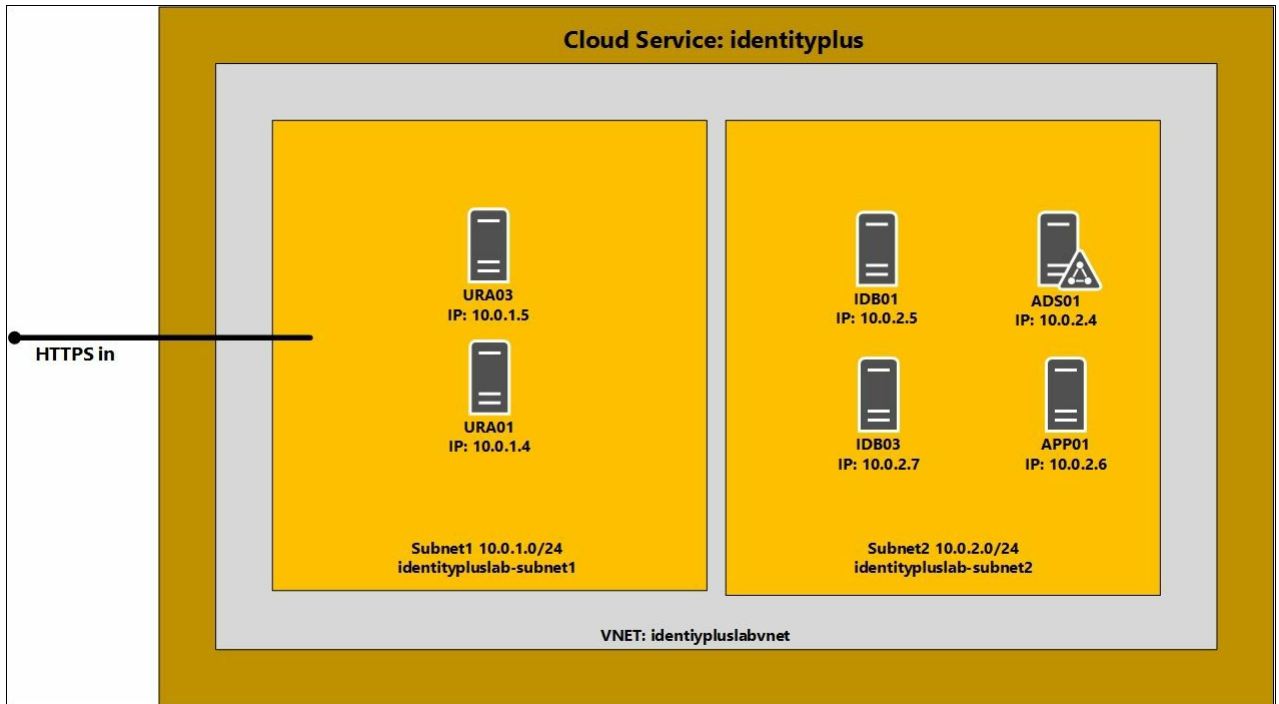 Cloud Service: identityplus
URA03
IP: 10.0.1.5
HTTPS in
URA01
IP: 10.0.1.4
Subnet1 10.0.1.0/24
identitypluslab-subnet1
IDB01
IP: 10.0.2.5
ADS01
IP: 10.0.2.4
IDB03
IP: 10.0.2.7
APP01
IP: 10.0.2.6
Subnet2 10.0.2.0/24
identitypluslab-subnet2
VNET: identiypluslabvnet